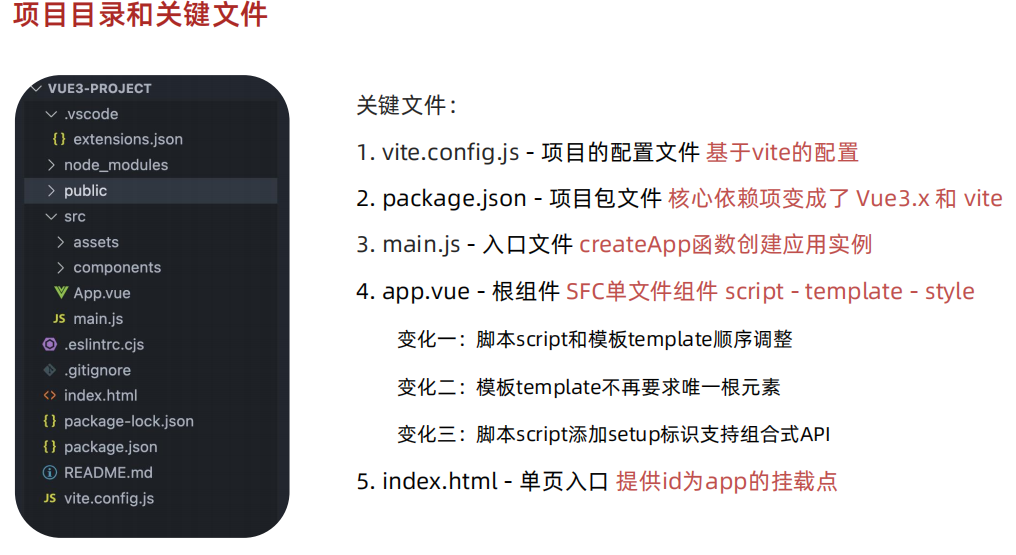 项目目录和关键文件
VUE3-PROJECT
.vscode
{} extensions.json
node_modules
public
src
assets
components
App.vue
JS main.js
.eslintrc.cjs
.gitignore
<> index.html
{} package-lock.json
{} package.json
README.md
JS vite.config.js
关键文件：
1. vite.config.js - 项目的配置文件 基于vite的配置
2. package.json - 项目包文件 核心依赖项变成了 Vue3.x 和 vite
3. main.js - 入口文件 createApp函数创建应用实例
4. app.vue - 根组件 SFC单文件组件 script - template - style
变化一：脚本script和模板template顺序调整
变化二：模板template不再要求唯一根元素
变化三：脚本script添加setup标识支持组合式API
5. index.html - 单页入口 提供id为app的挂载点